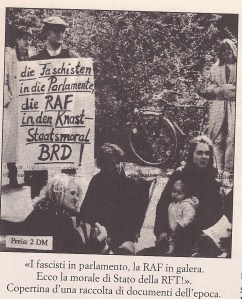 die Faschisten
in die Parlamente,
die RAF
in den Knast –
Staatsmoral
BRD !
Preis: 2 DM
«I fascisti in parlamento, la RAF in galera.
Ecco la morale di Stato della RFT!».
Copertina d'una raccolta di documenti dell'epoca.